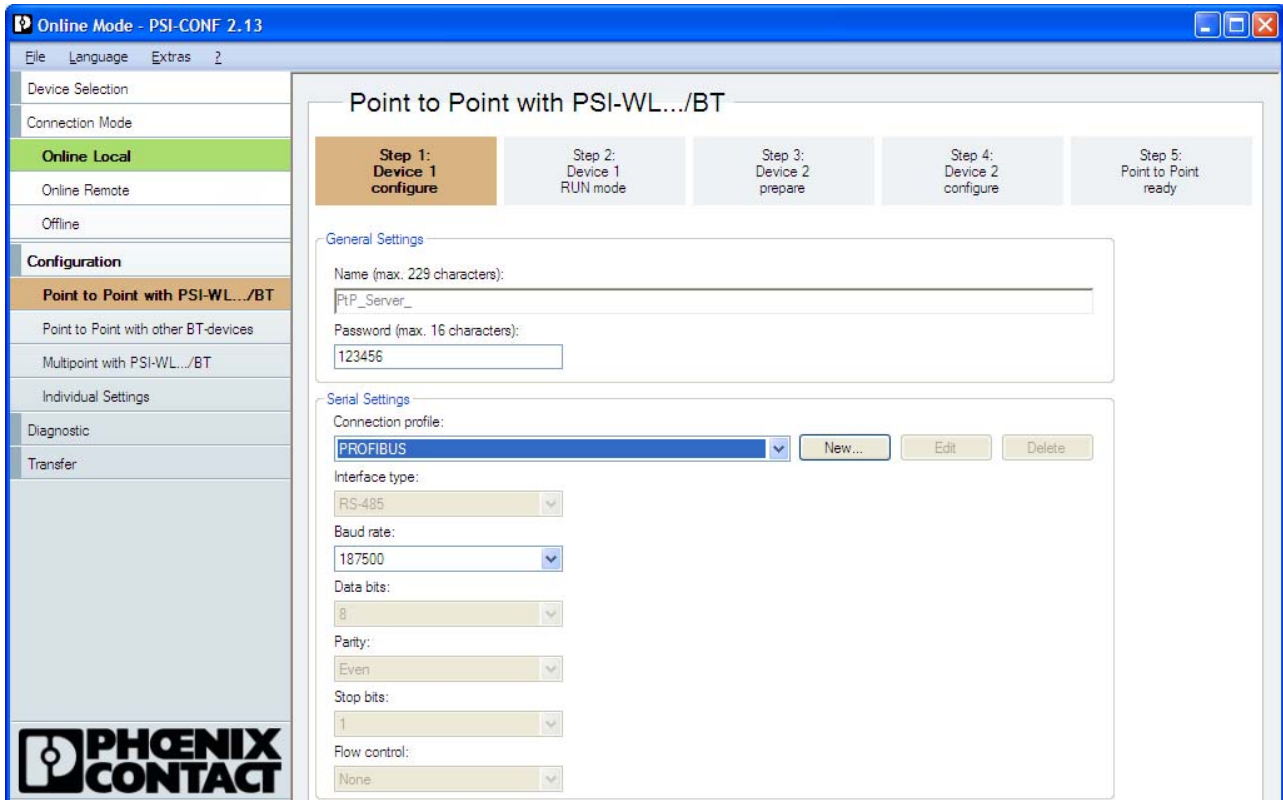 Online Mode - PSI-CONF 2.13
File Language Extras ?
Device Selection
Connection Mode
Online Local
Online Remote
Offline
Configuration
Point to Point with PSI-WL.../BT
Point to Point with other BT-devices
Multipoint with PSI-WL.../BT
Individual Settings
Diagnostic
Transfer
PHŒNIX
CONTACT
Point to Point with PSI-WL.../BT
Step 1:
Device 1
configure
Step 2:
Device 1
RUN mode
Step 3:
Device 2
prepare
Step 4:
Device 2
configure
Step 5:
Point to Point
ready
General Settings
Name (max. 229 characters):
PtP_Server_
Password (max. 16 characters):
123456
Serial Settings
Connection profile:
PROFIBUS New... Edit Delete
Interface type:
RS-485
Baud rate:
187500
Data bits:
8
Parity:
Even
Stop bits:
1
Flow control:
None